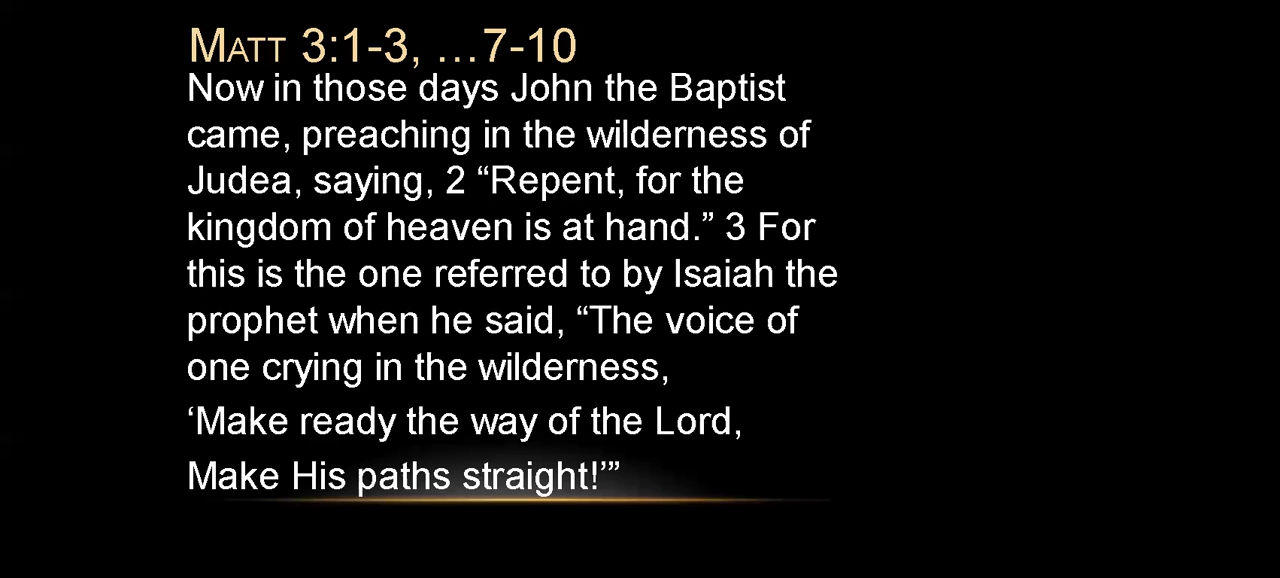 Matt 3:1-3, …7-10
Now in those days John the Baptist
came, preaching in the wilderness of
Judea, saying, 2 “Repent, for the
kingdom of heaven is at hand.” 3 For
this is the one referred to by Isaiah the
prophet when he said, “The voice of
one crying in the wilderness,
‘Make ready the way of the Lord,
Make His paths straight!’”